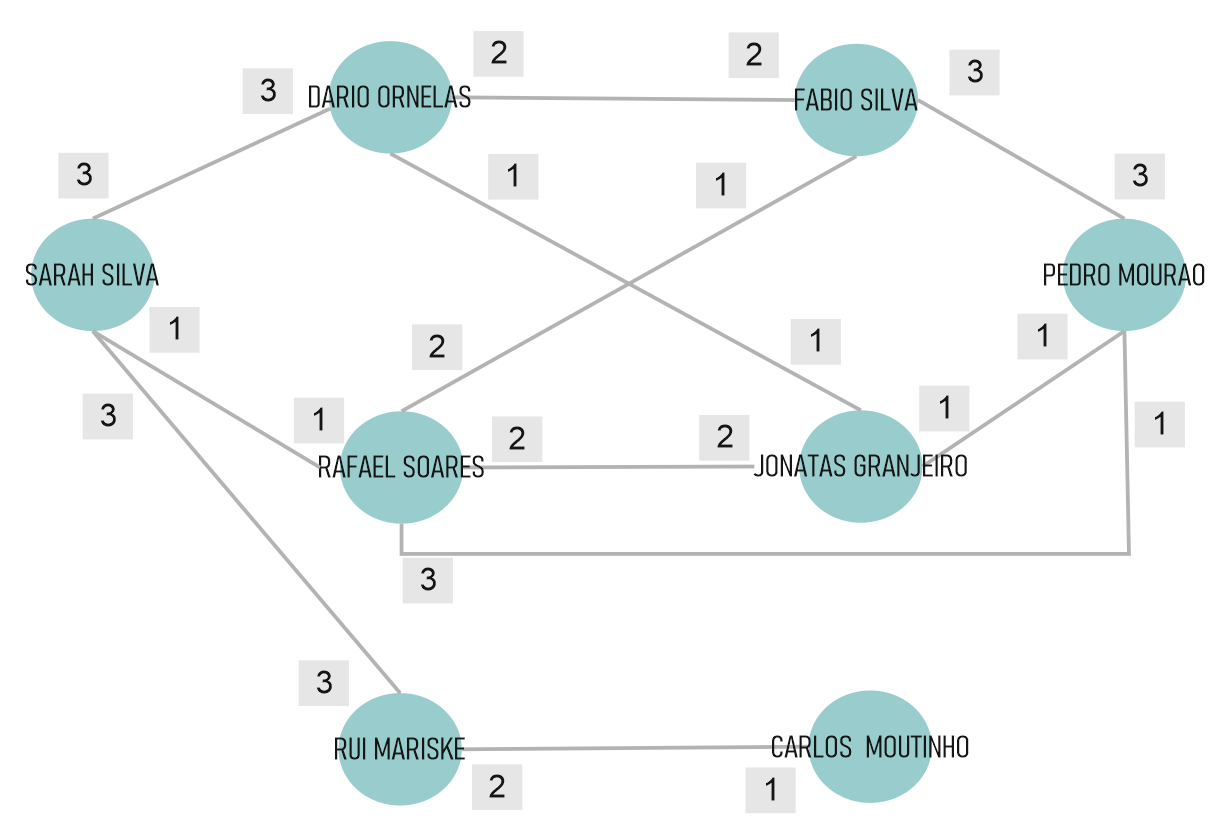 2
2
3
3
DARIO ORNELAS
FABIO SILVA
3
1
1
3
SARAH SILVA
PEDRO MOURAO
1
2
1
1
3
1
2
2
1
1
RAFAEL SOARES
JONATAS GRANJEIRO
3
3
RUI MARISKE
CARLOS MOUTINHO
2
1